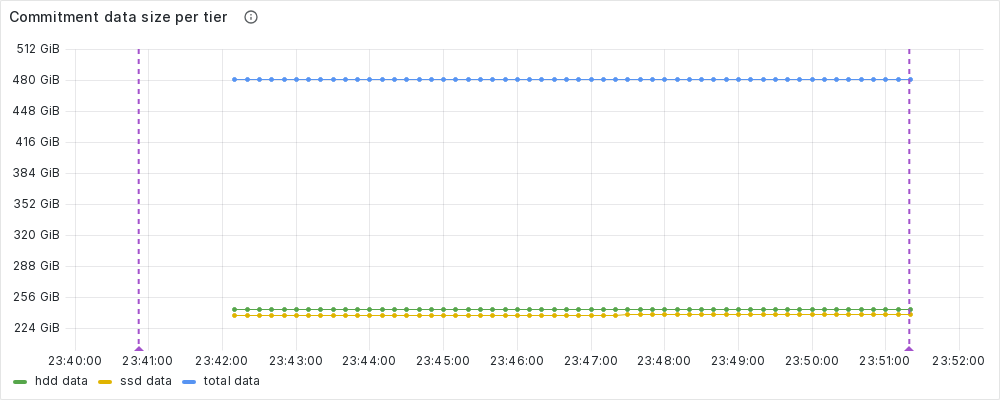 Commitment data size per tier
512 GiB
480 GiB
448 GiB
416 GiB
384 GiB
352 GiB
320 GiB
288 GiB
256 GiB
224 GiB
23:40:00 23:41:00 23:42:00 23:43:00 23:44:00 23:45:00 23:46:00 23:47:00 23:48:00 23:49:00 23:50:00 23:51:00 23:52:00
hdd data ssd data total data